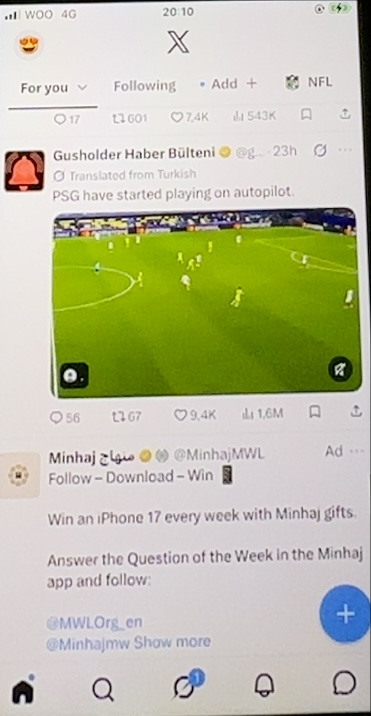 WOO 4G 20:10
For you Following Add + NFL
17 601 7,4K 543K
Gusholder Haber Bülteni @g... · 23h
Translated from Turkish
PSG have started playing on autopilot.
56 67 9,4K 1,6M
Minhaj منهاج @MinhajMWL Ad
Follow – Download – Win
Win an iPhone 17 every week with Minhaj gifts.
Answer the Question of the Week in the Minhaj
app and follow:
@MWLOrg_en
@Minhajmw Show more
1